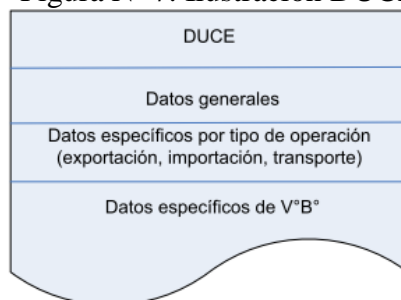 DUCE
Datos generales
Datos específicos por tipo de operación
(exportación, importación, transporte)
Datos específicos de V°B°